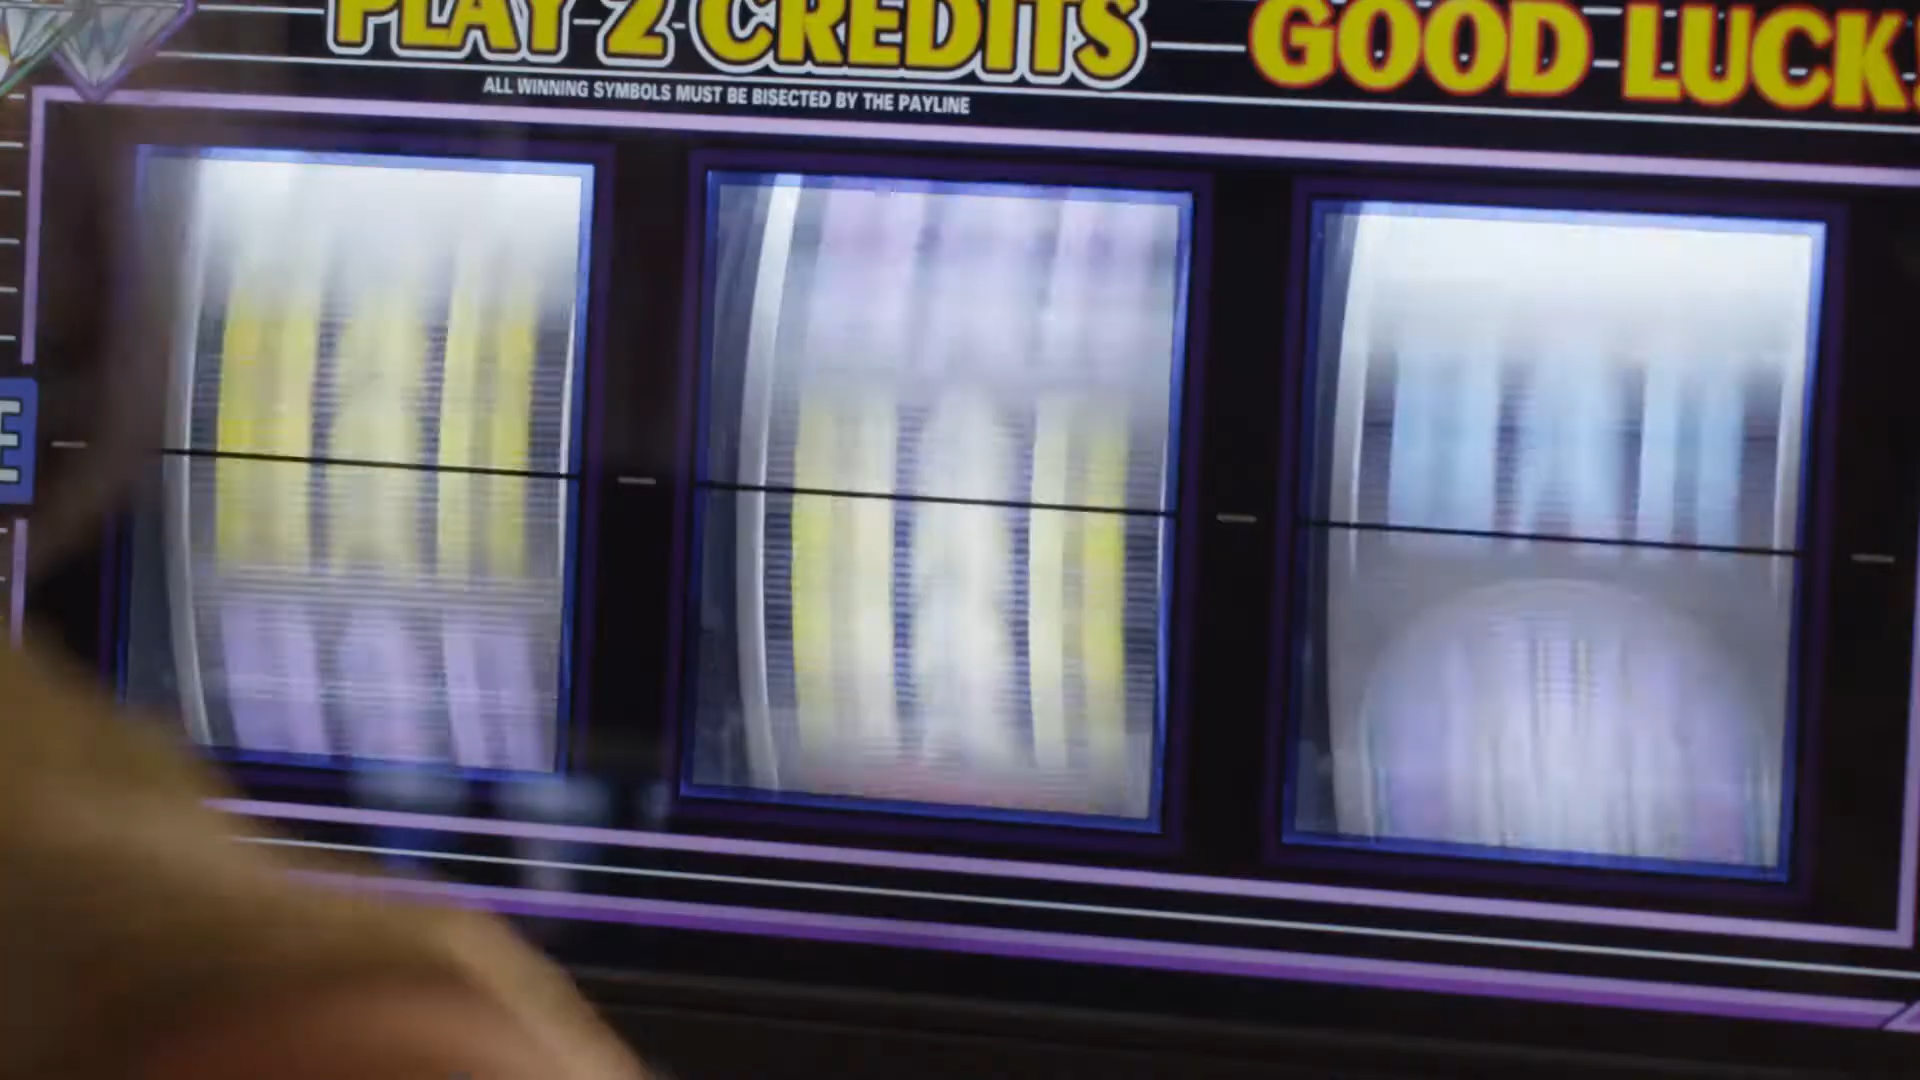 PLAY 2 CREDITS
GOOD LUCK!
ALL WINNING SYMBOLS MUST BE BISECTED BY THE PAYLINE
E